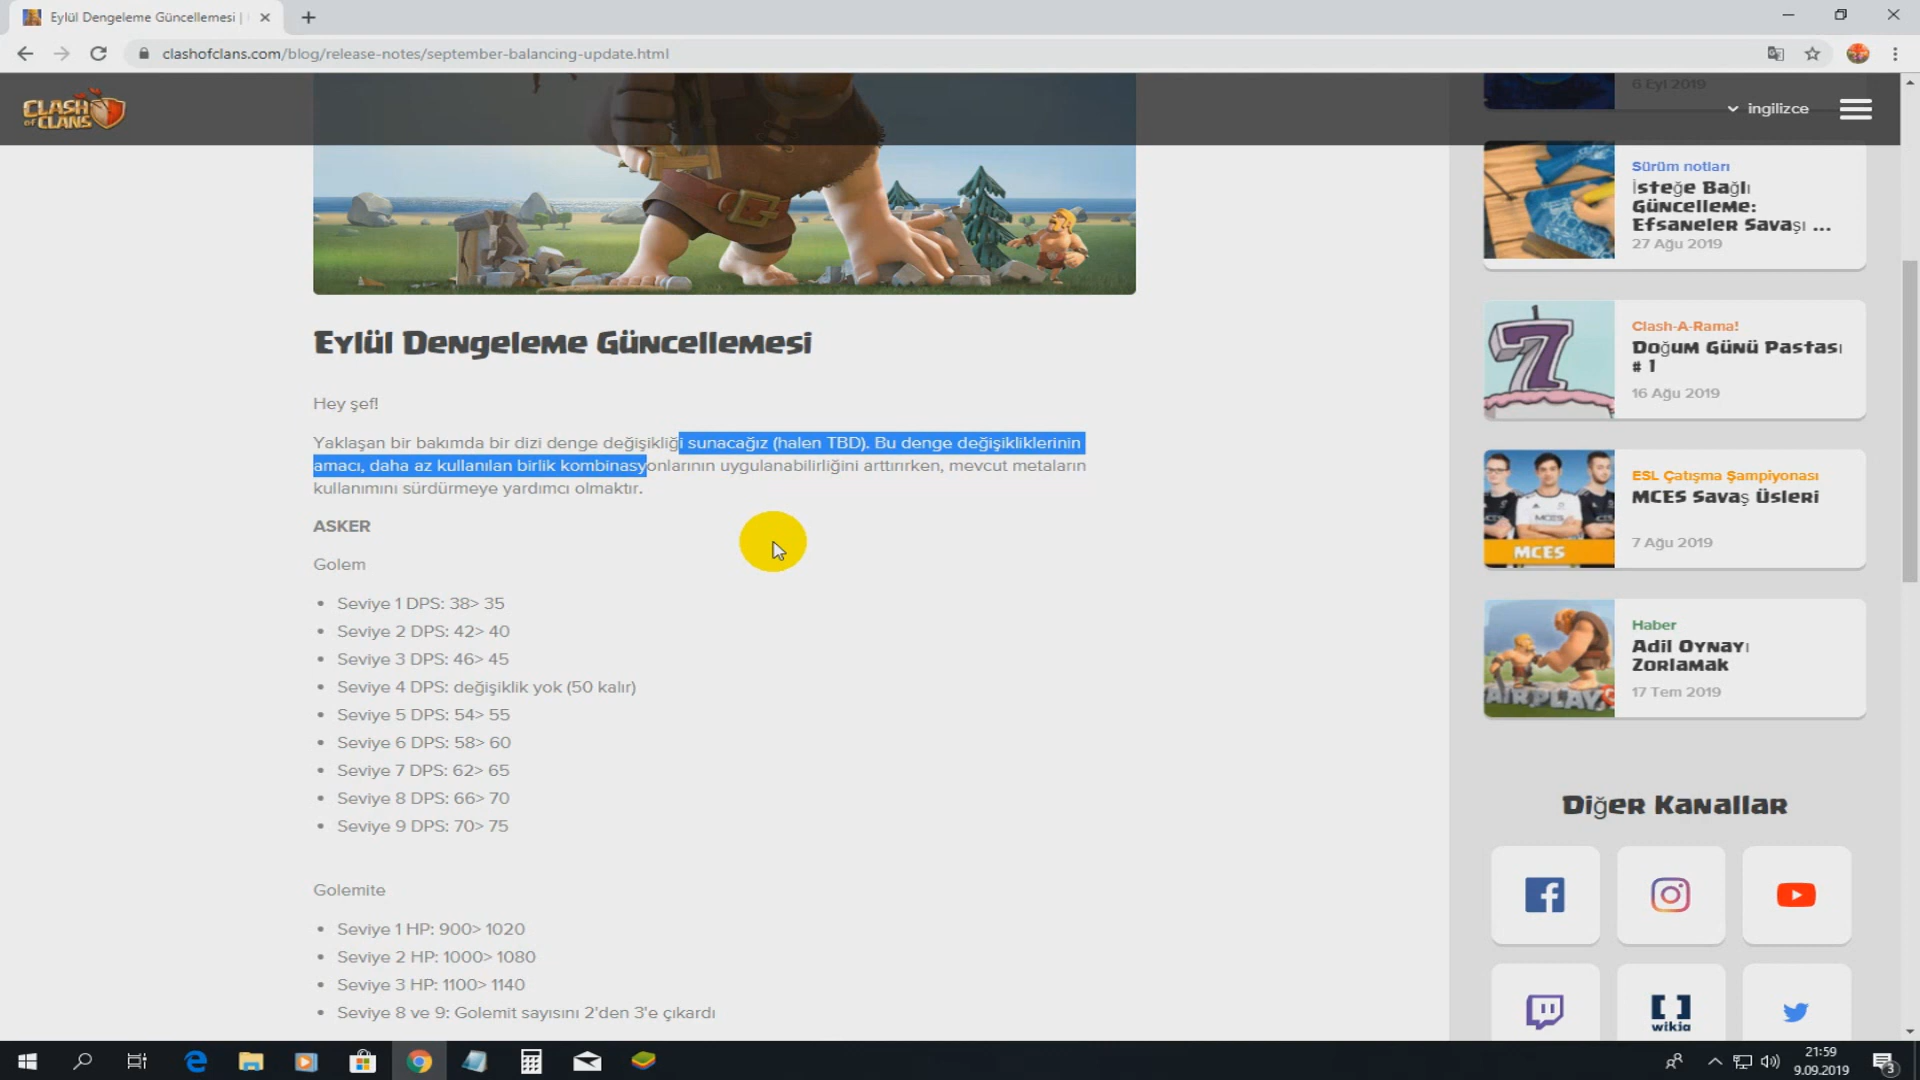 Eylül Dengeleme Güncellemesi |
clashofclans.com/blog/release-notes/september-balancing-update.html
CLASH
of CLANS
ingilizce
6 Eyl 2019
Eylül Dengeleme Güncellemesi
Hey şef!
Yaklaşan bir bakımda bir dizi denge değişikliği sunacağız (halen TBD). Bu denge değişikliklerinin
amacı, daha az kullanılan birlik kombinasyonlarının uygulanabilirliğini arttırırken, mevcut metaların
kullanımını sürdürmeye yardımcı olmaktır.
ASKER
Golem
• Seviye 1 DPS: 38> 35
• Seviye 2 DPS: 42> 40
• Seviye 3 DPS: 46> 45
• Seviye 4 DPS: değişiklik yok (50 kalır)
• Seviye 5 DPS: 54> 55
• Seviye 6 DPS: 58> 60
• Seviye 7 DPS: 62> 65
• Seviye 8 DPS: 66> 70
• Seviye 9 DPS: 70> 75
Golemite
• Seviye 1 HP: 900> 1020
• Seviye 2 HP: 1000> 1080
• Seviye 3 HP: 1100> 1140
• Seviye 8 ve 9: Golemit sayısını 2'den 3'e çıkardı
Sürüm notları
İsteğe Bağlı
Güncelleme:
Efsaneler Savaşı ...
27 Ağu 2019
7
Clash-A-Rama!
Doğum Günü Pastası
# 1
16 Ağu 2019
MCES
MCES
ESL Çatışma Şampiyonası
MCES Savaş Üsleri
7 Ağu 2019
AIR PLAY
Haber
Adil Oynayı
Zorlamak
17 Tem 2019
Diğer Kanallar
wikia
21:59
9.09.2019
3